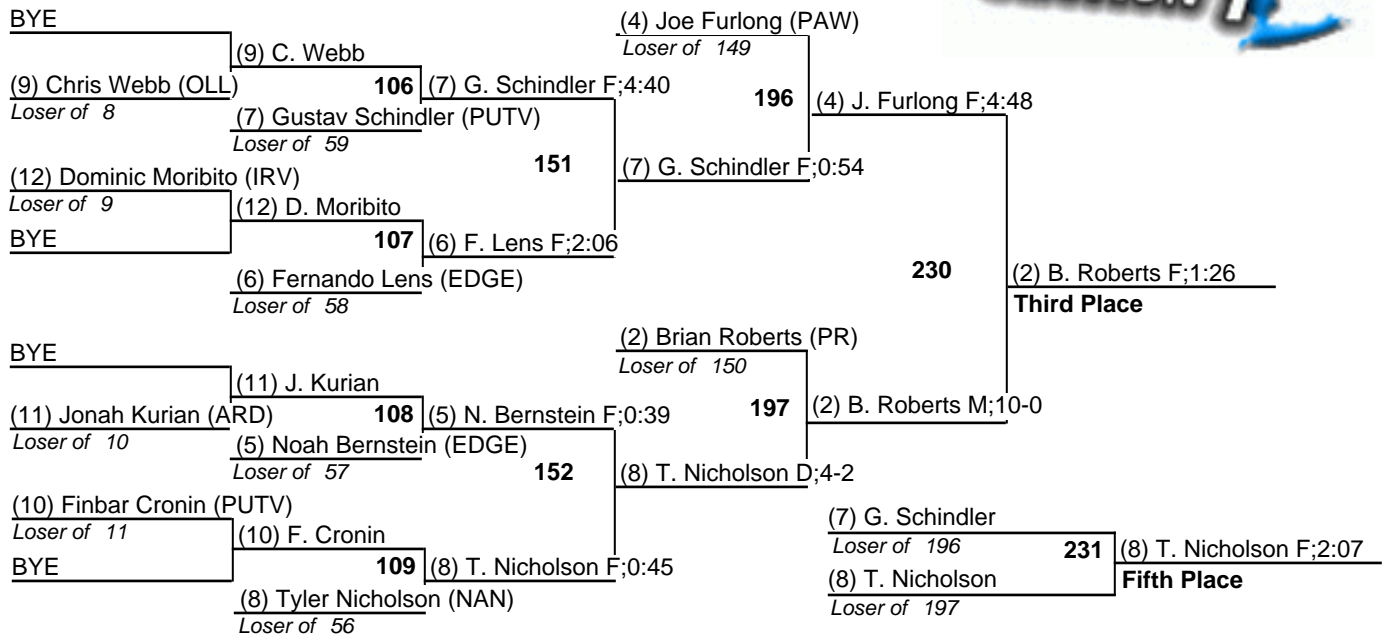 BYE
(9) Chris Webb (OLL)
Loser of 8
(9) C. Webb
106
(7) Gustav Schindler (PUTV)
Loser of 59
(7) G. Schindler F;4:40
(12) Dominic Moribito (IRV)
Loser of 9
BYE
(12) D. Moribito
107
(6) Fernando Lens (EDGE)
Loser of 58
(6) F. Lens F;2:06
151
(4) Joe Furlong (PAW)
Loser of 149
196
(7) G. Schindler F;0:54
(4) J. Furlong F;4:48
BYE
(11) Jonah Kurian (ARD)
Loser of 10
(11) J. Kurian
108
(5) Noah Bernstein (EDGE)
Loser of 57
(5) N. Bernstein F;0:39
(10) Finbar Cronin (PUTV)
Loser of 11
BYE
(10) F. Cronin
109
(8) Tyler Nicholson (NAN)
Loser of 56
(8) T. Nicholson F;0:45
152
(2) Brian Roberts (PR)
Loser of 150
197
(8) T. Nicholson D;4-2
(2) B. Roberts M;10-0
230
(2) B. Roberts F;1:26
Third Place
(7) G. Schindler
Loser of 196
231
(8) T. Nicholson
Loser of 197
(8) T. Nicholson F;2:07
Fifth Place